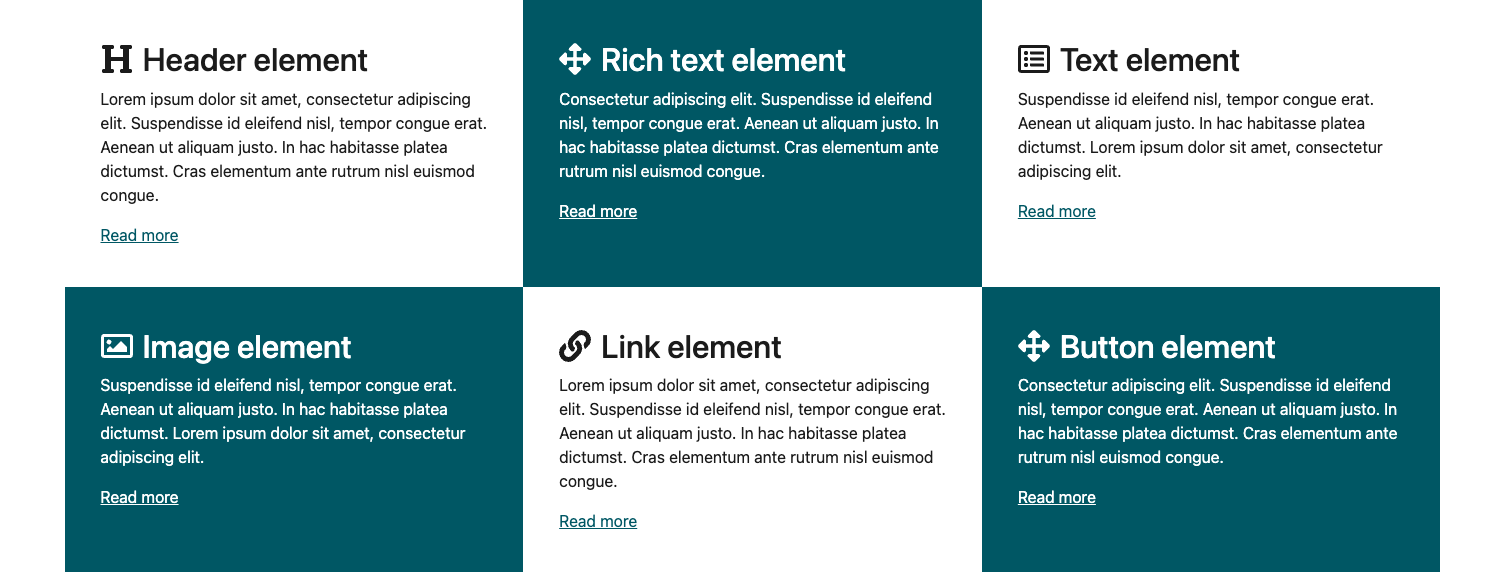 Header element
Lorem ipsum dolor sit amet, consectetur adipiscing
elit. Suspendisse id eleifend nisl, tempor congue erat.
Aenean ut aliquam justo. In hac habitasse platea
dictumst. Cras elementum ante rutrum nisl euismod
congue.
Read more
Rich text element
Consectetur adipiscing elit. Suspendisse id eleifend
nisl, tempor congue erat. Aenean ut aliquam justo. In
hac habitasse platea dictumst. Cras elementum ante
rutrum nisl euismod congue.
Read more
Text element
Suspendisse id eleifend nisl, tempor congue erat.
Aenean ut aliquam justo. In hac habitasse platea
dictumst. Lorem ipsum dolor sit amet, consectetur
adipiscing elit.
Read more
Image element
Suspendisse id eleifend nisl, tempor congue erat.
Aenean ut aliquam justo. In hac habitasse platea
dictumst. Lorem ipsum dolor sit amet, consectetur
adipiscing elit.
Read more
Link element
Lorem ipsum dolor sit amet, consectetur adipiscing
elit. Suspendisse id eleifend nisl, tempor congue erat.
Aenean ut aliquam justo. In hac habitasse platea
dictumst. Cras elementum ante rutrum nisl euismod
congue.
Read more
Button element
Consectetur adipiscing elit. Suspendisse id eleifend
nisl, tempor congue erat. Aenean ut aliquam justo. In
hac habitasse platea dictumst. Cras elementum ante
rutrum nisl euismod congue.
Read more